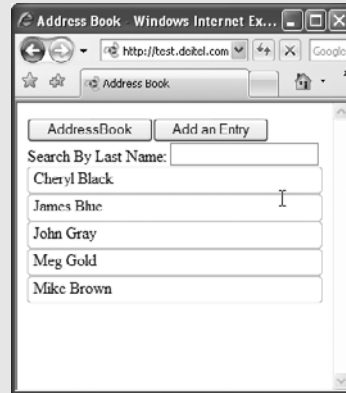 Address Book - Windows Internet Ex...
http://test.deitel.com
Google
Address Book
AddressBook Add an Entry
Search By Last Name:
Cheryl Black
James Blue
John Gray
Meg Gold
Mike Brown